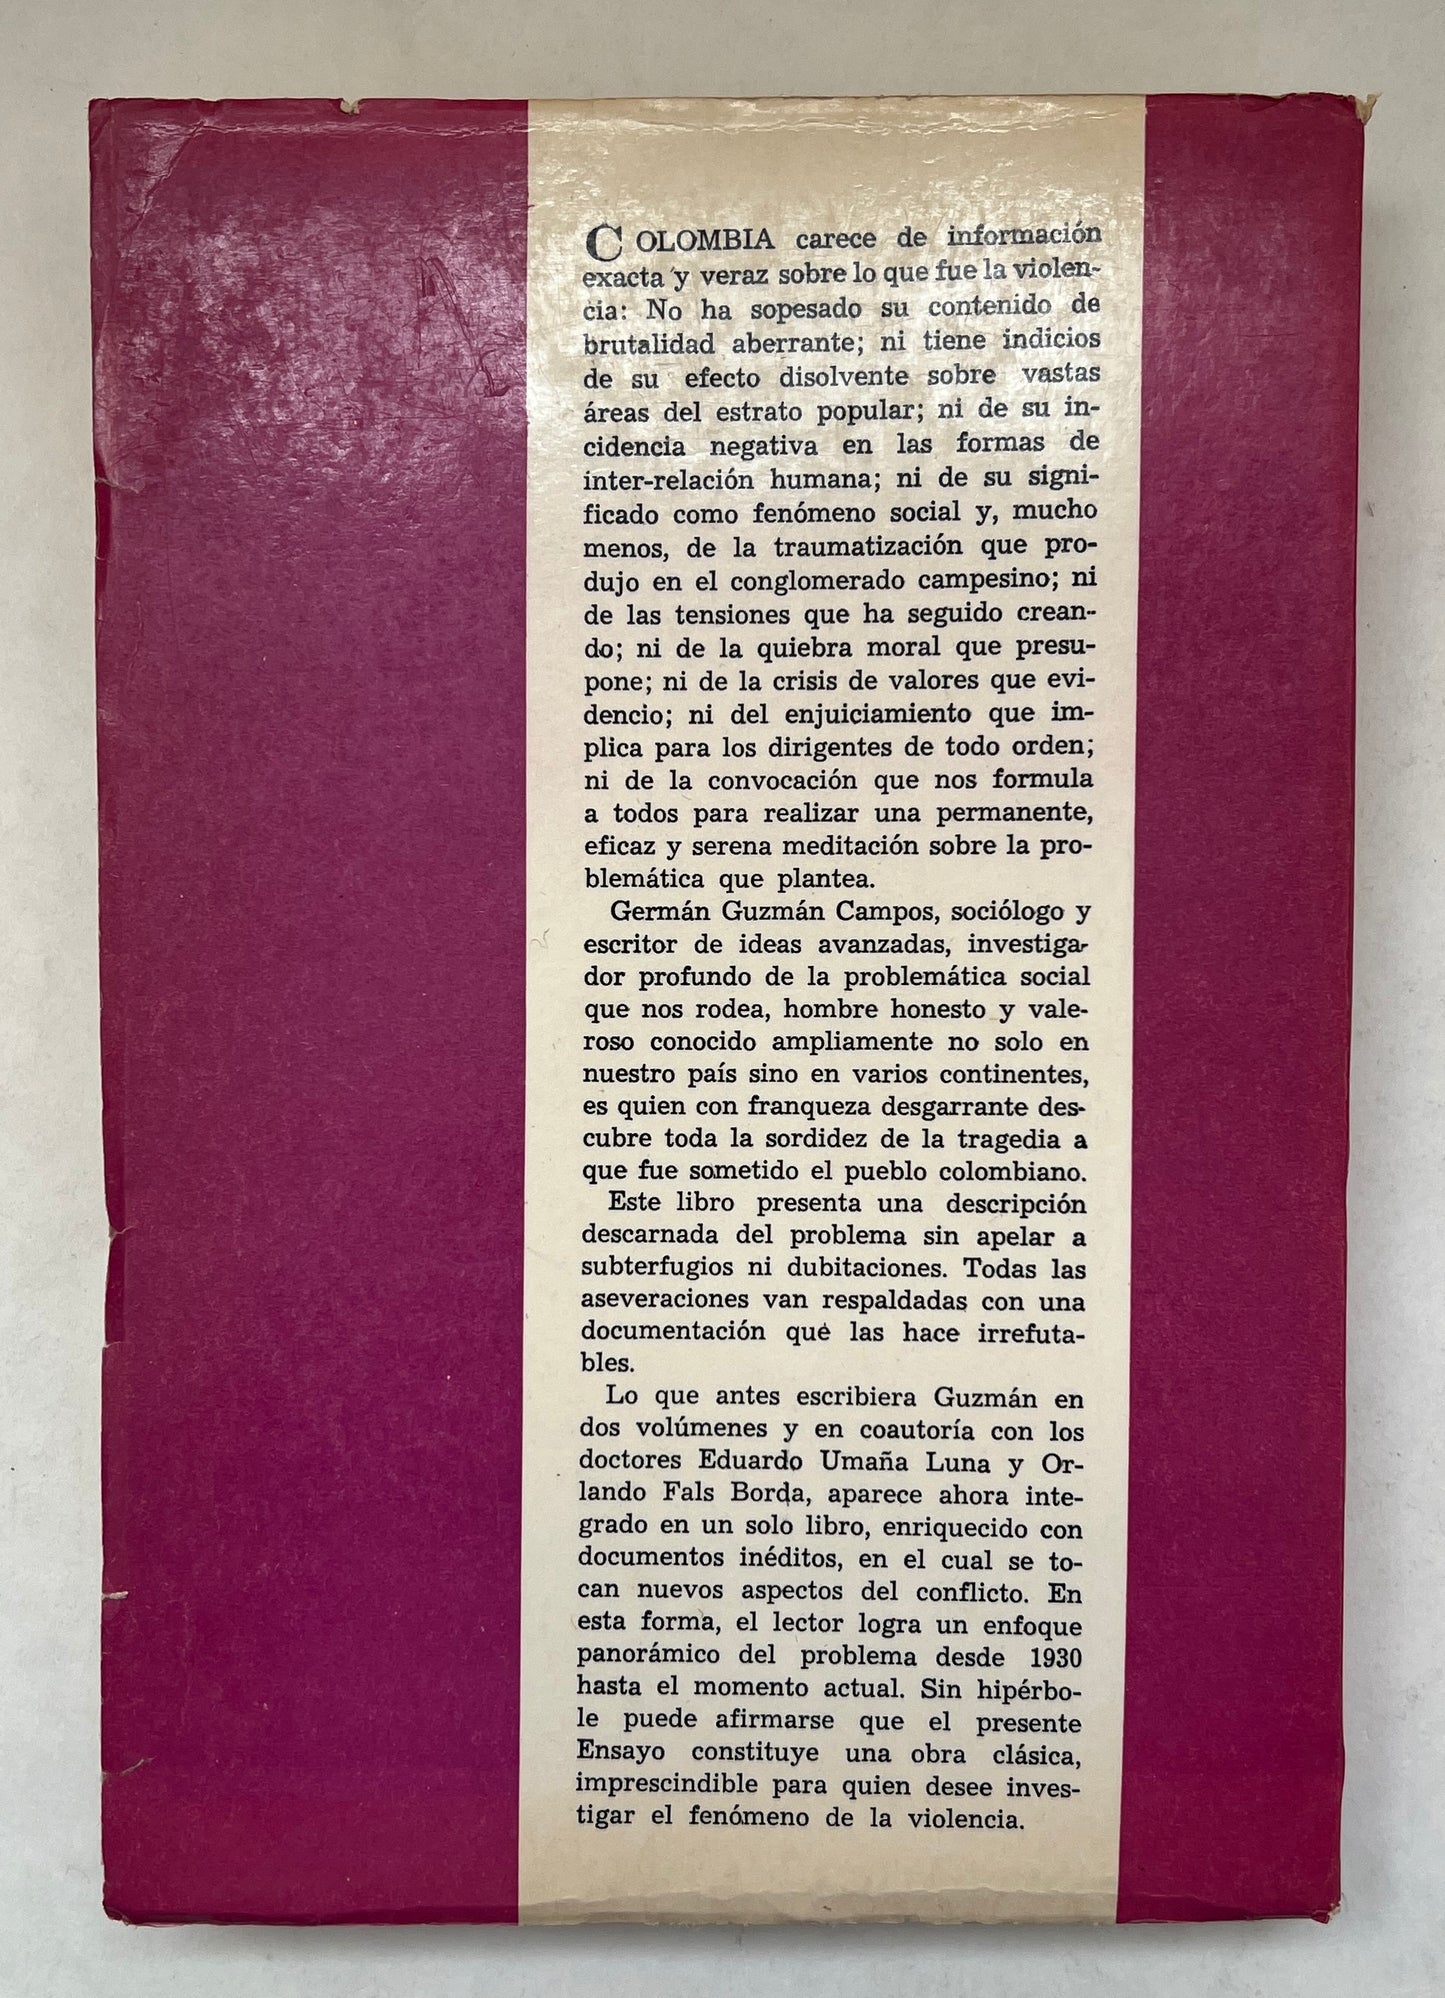 COLOMBIA carece de información
exacta y veraz sobre lo que fue la violen-
cia: No ha sopesado su contenido de
brutalidad aberrante; ni tiene indicios
de su efecto disolvente sobre vastas
áreas del estrato popular; ni de su in-
cidencia negativa en las formas de
inter-relación humana; ni de su signi-
ficado como fenómeno social y, mucho
menos, de la traumatización que pro-
dujo en el conglomerado campesino; ni
de las tensiones que ha seguido crean-
do; ni de la quiebra moral que presu-
pone; ni de la crisis de valores que evi-
dencio; ni del enjuiciamiento que im-
plica para los dirigentes de todo orden;
ni de la convocación que nos formula
a todos para realizar una permanente,
eficaz y serena meditación sobre la pro-
blemática que plantea.
Germán Guzmán Campos, sociólogo y
escritor de ideas avanzadas, investiga-
dor profundo de la problemática social
que nos rodea, hombre honesto y vale-
roso conocido ampliamente no solo en
nuestro país sino en varios continentes,
es quien con franqueza desgarrante des-
cubre toda la sordidez de la tragedia a
que fue sometido el pueblo colombiano.
Este libro presenta una descripción
descarnada del problema sin apelar a
subterfugios ni dubitaciones. Todas las
aseveraciones van respaldadas con una
documentación que las hace irrefuta-
bles.
Lo que antes escribiera Guzmán en
dos volúmenes y en coautoría con los
doctores Eduardo Umaña Luna y Or-
lando Fals Borda, aparece ahora inte-
grado en un solo libro, enriquecido con
documentos inéditos, en el cual se to-
can nuevos aspectos del conflicto. En
esta forma, el lector logra un enfoque
panorámico del problema desde 1930
hasta el momento actual. Sin hipérbo-
le puede afirmarse que el presente
Ensayo constituye una obra clásica,
imprescindible para quien desee inves-
tigar el fenómeno de la violencia.